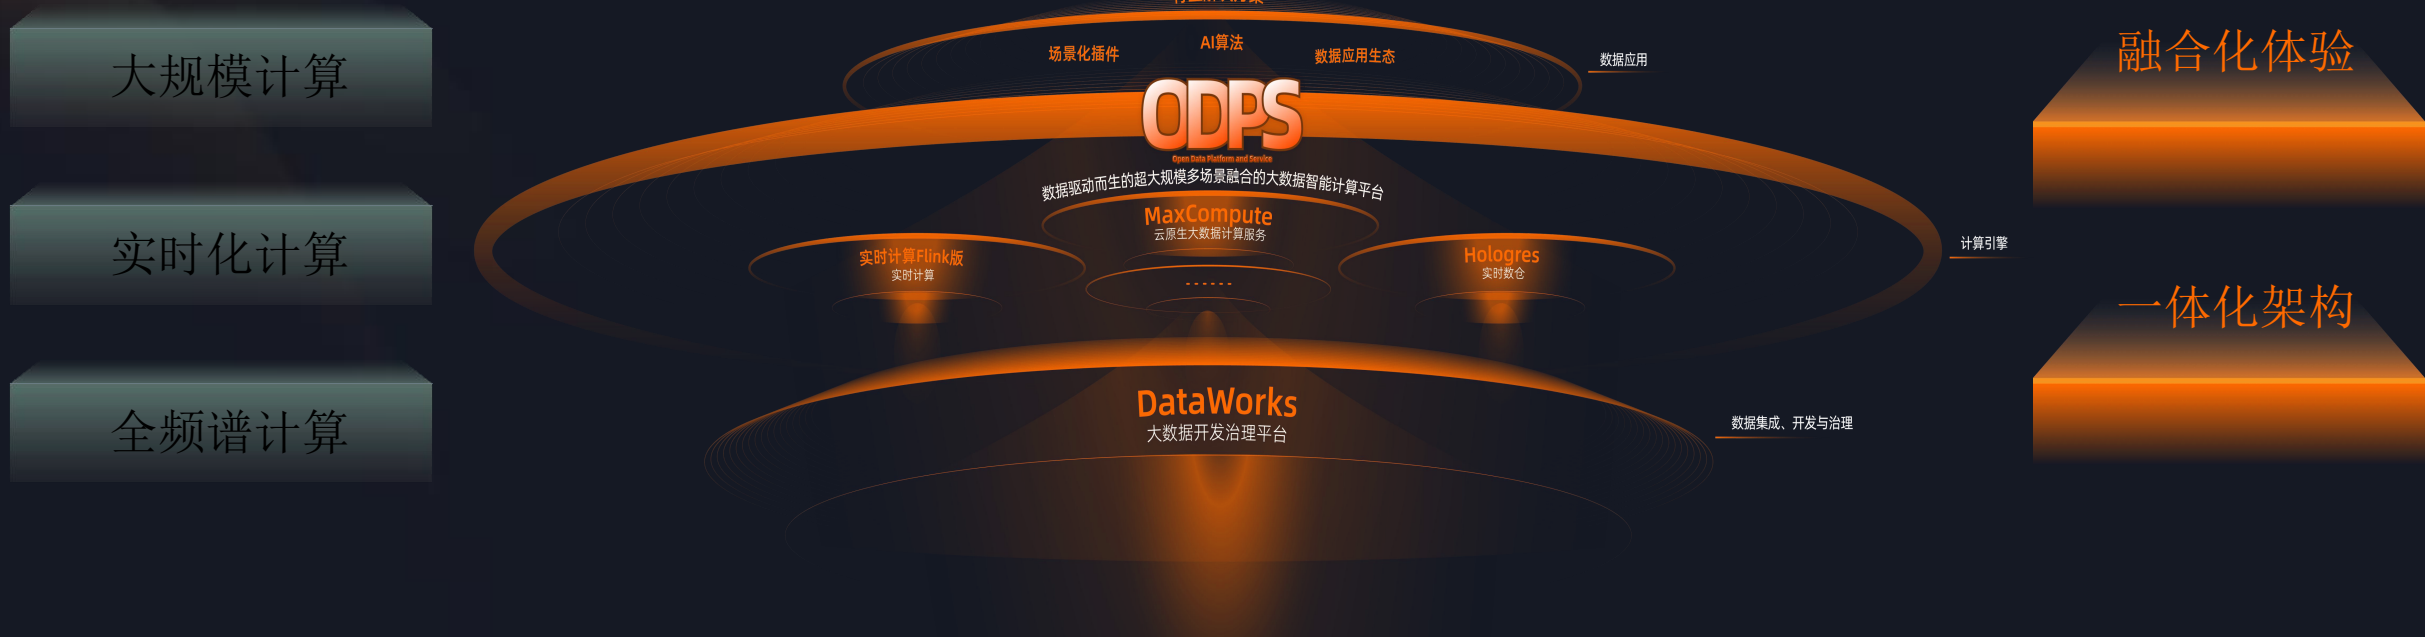 大规模计算
实时化计算
全频谱计算
场景化插件
AI算法
数据应用生态
数据应用
ODPS
Open Data Platform and Service
数据驱动而生的超大规模多场景融合的大数据智能计算平台
MaxCompute
云原生大数据计算服务
实时计算Flink版
实时计算
Hologres
实时数仓
------
计算引擎
DataWorks
大数据开发治理平台
数据集成、开发与治理
融合化体验
一体化架构